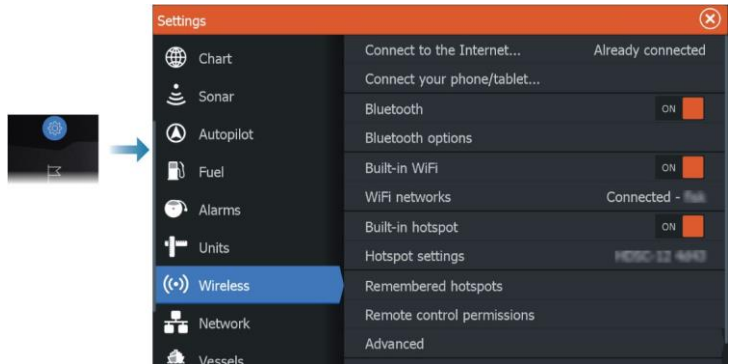 Settings
Chart
Sonar
Autopilot
Fuel
Alarms
Units
Wireless
Network
Vessels
Connect to the Internet... Already connected
Connect your phone/tablet...
Bluetooth ON
Bluetooth options
Built-in WiFi ON
WiFi networks Connected -
Built-in hotspot ON
Hotspot settings
Remembered hotspots
Remote control permissions
Advanced